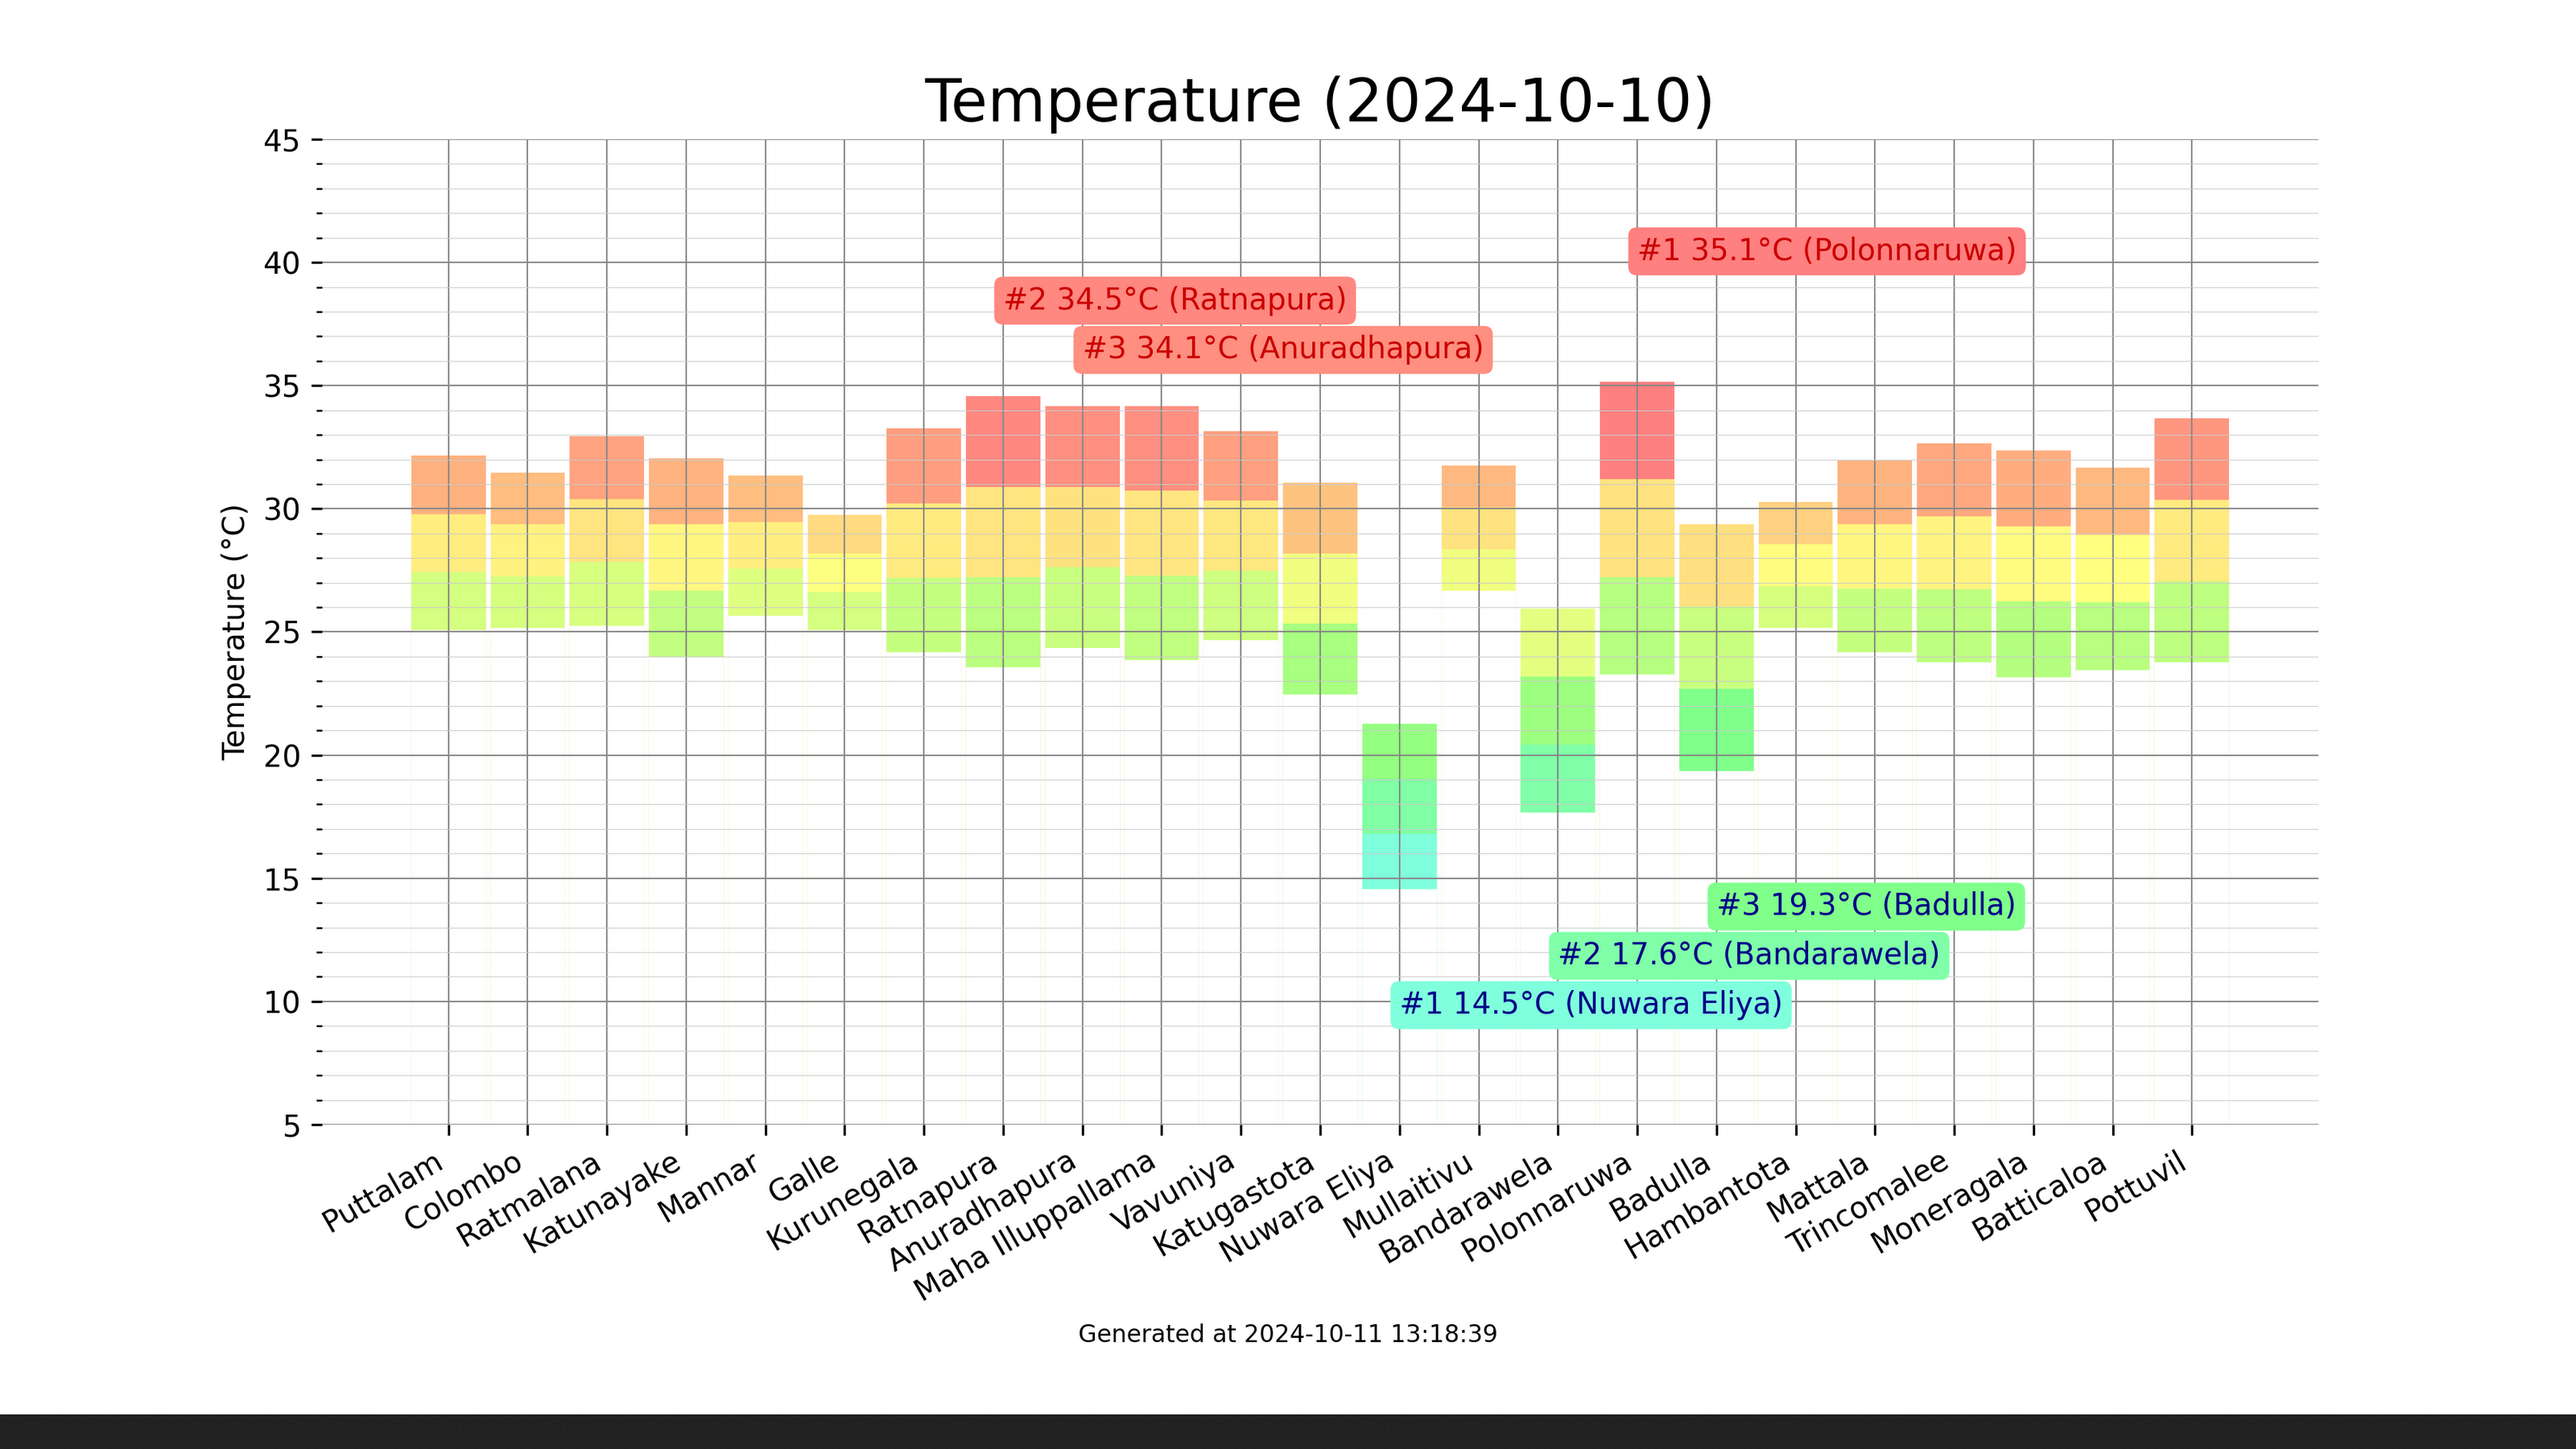 Temperature (2024-10-10)
45
40
35
30
25
20
15
10
5
Temperature (°C)
#1 35.1°C (Polonnaruwa)
#2 34.5°C (Ratnapura)
#3 34.1°C (Anuradhapura)
#3 19.3°C (Badulla)
#2 17.6°C (Bandarawela)
#1 14.5°C (Nuwara Eliya)
Puttalam
Colombo
Ratmalana
Katunayake
Mannar
Galle
Kurunegala
Ratnapura
Anuradhapura
Maha Illuppallama
Vavuniya
Katugastota
Nuwara Eliya
Mullaitivu
Bandarawela
Polonnaruwa
Badulla
Hambantota
Mattala
Trincomalee
Moneragala
Batticaloa
Pottuvil
Generated at 2024-10-11 13:18:39